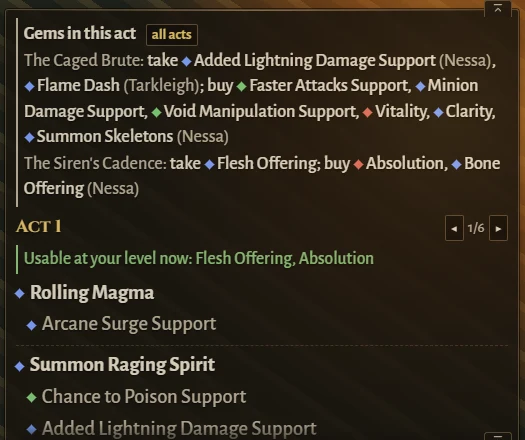 Gems in this act all acts
The Caged Brute: take Added Lightning Damage Support (Nessa),
Flame Dash (Tarkleigh); buy Faster Attacks Support, Minion
Damage Support, Void Manipulation Support, Vitality, Clarity,
Summon Skeletons (Nessa)
The Siren's Cadence: take Flesh Offering; buy Absolution, Bone
Offering (Nessa)
ACT 1 1/6
Usable at your level now: Flesh Offering, Absolution
Rolling Magma
Arcane Surge Support
Summon Raging Spirit
Chance to Poison Support
Added Lightning Damage Support